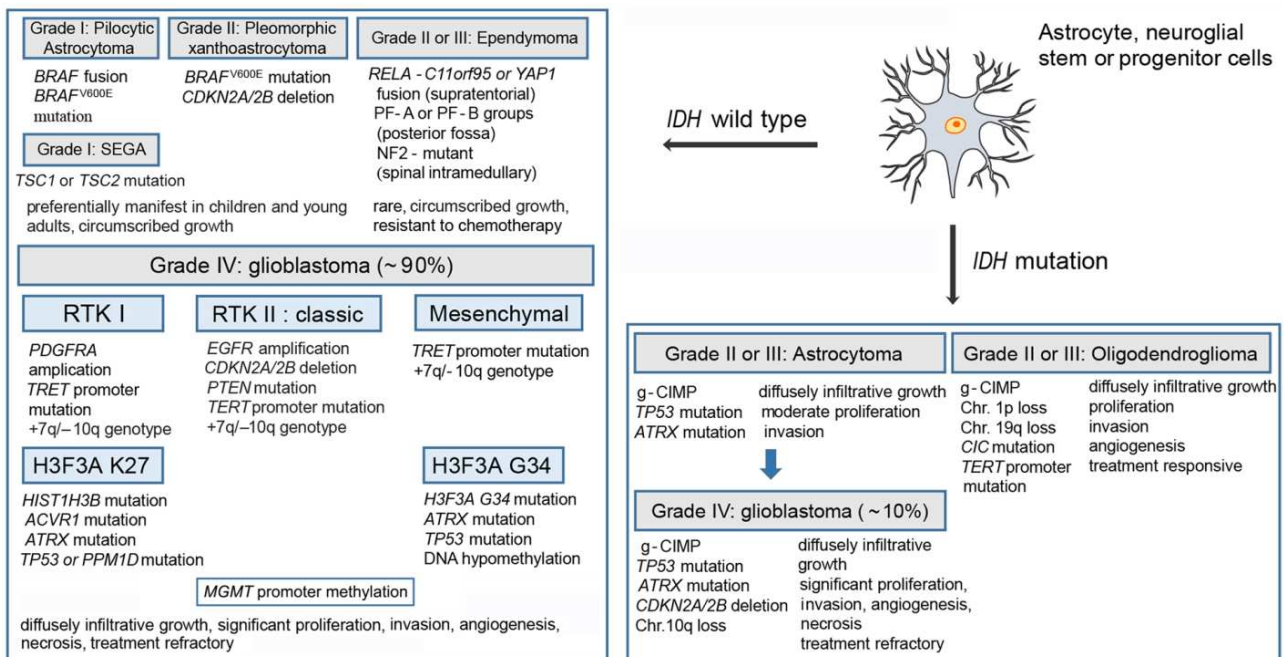 Grade I: Pilocytic
Astrocytoma
BRAF fusion
BRAFV600E
mutation
Grade I: SEGA
TSC1 or TSC2 mutation
Grade II: Pleomorphic
xanthoastrocytoma
BRAFV600E mutation
CDKN2A/2B deletion
preferentially manifest in children and young
adults, circumscribed growth
Grade II or III: Ependymoma
RELA - C11orf95 or YAP1
fusion (supratentorial)
PF- A or PF - B groups
(posterior fossa)
NF2 - mutant
(spinal intramedullary)
rare, circumscribed growth,
resistant to chemotherapy
Grade IV: glioblastoma (~ 90%)
RTK I
PDGFRA
amplication
TRET promoter
mutation
+7q/– 10q genotype
RTK II : classic
EGFR amplification
CDKN2A/2B deletion
PTEN mutation
TERT promoter mutation
+7q/–10q genotype
Mesenchymal
TRET promoter mutation
+7q/- 10q genotype
H3F3A K27
HIST1H3B mutation
ACVR1 mutation
ATRX mutation
TP53 or PPM1D mutation
H3F3A G34
H3F3A G34 mutation
ATRX mutation
TP53 mutation
DNA hypomethylation
MGMT promoter methylation
diffusely infiltrative growth, significant proliferation, invasion, angiogenesis,
necrosis, treatment refractory
Astrocyte, neuroglial
stem or progenitor cells
IDH wild type
IDH mutation
Grade II or III: Astrocytoma
g-CIMP
TP53 mutation
ATRX mutation
diffusely infiltrative growth
moderate proliferation
invasion
Grade IV: glioblastoma (~10%)
g- CIMP
TP53 mutation
ATRX mutation
CDKN2A/2B deletion
Chr.10q loss
diffusely infiltrative
growth
significant proliferation,
invasion, angiogenesis,
necrosis
treatment refractory
Grade II or III: Oligodendroglioma
g-CIMP
Chr. 1p loss
Chr. 19q loss
CIC mutation
TERT promoter
mutation
diffusely infiltrative growth
proliferation
invasion
angiogenesis
treatment responsive